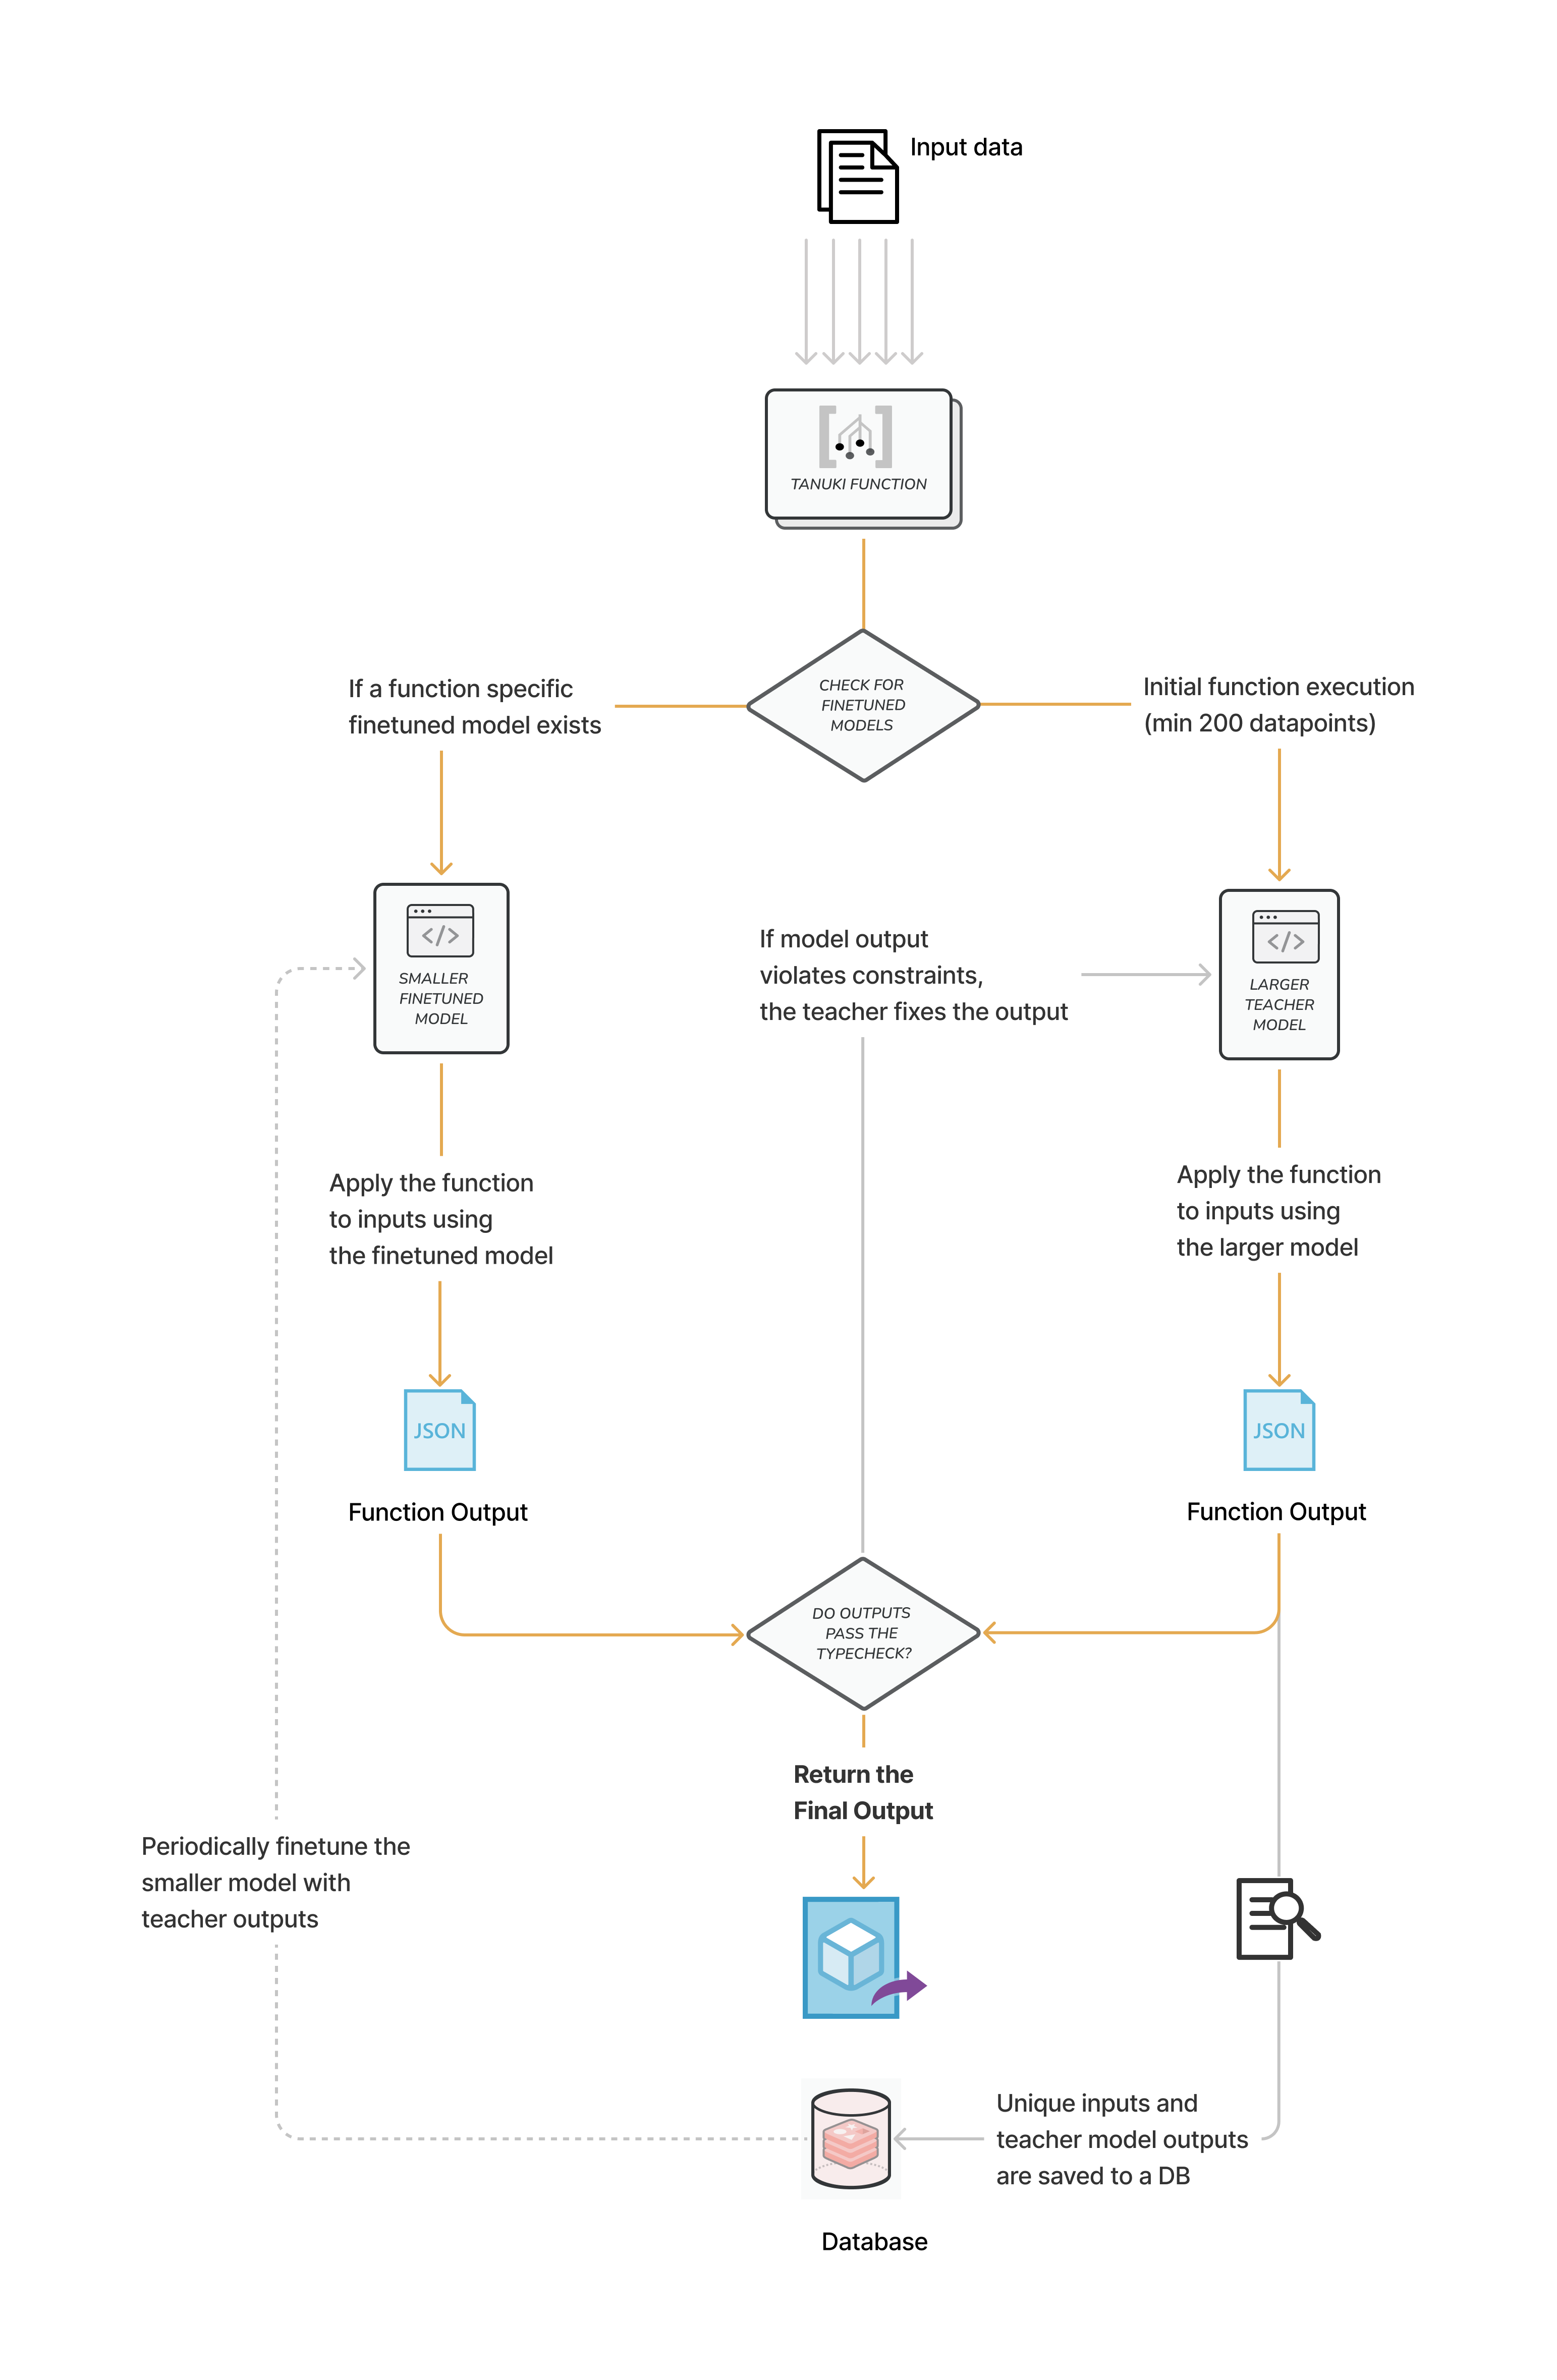 Input data
TANUKI FUNCTION
CHECK FOR
FINETUNED
MODELS
If a function specific
finetuned model exists
Initial function execution
(min 200 datapoints)
SMALLER
FINETUNED
MODEL
If model output
violates constraints,
the teacher fixes the output
LARGER
TEACHER
MODEL
Apply the function
to inputs using
the finetuned model
Apply the function
to inputs using
the larger model
JSON
Function Output
JSON
Function Output
DO OUTPUTS
PASS THE
TYPECHECK?
Return the
Final Output
Periodically finetune the
smaller model with
teacher outputs
Unique inputs and
teacher model outputs
are saved to a DB
Database